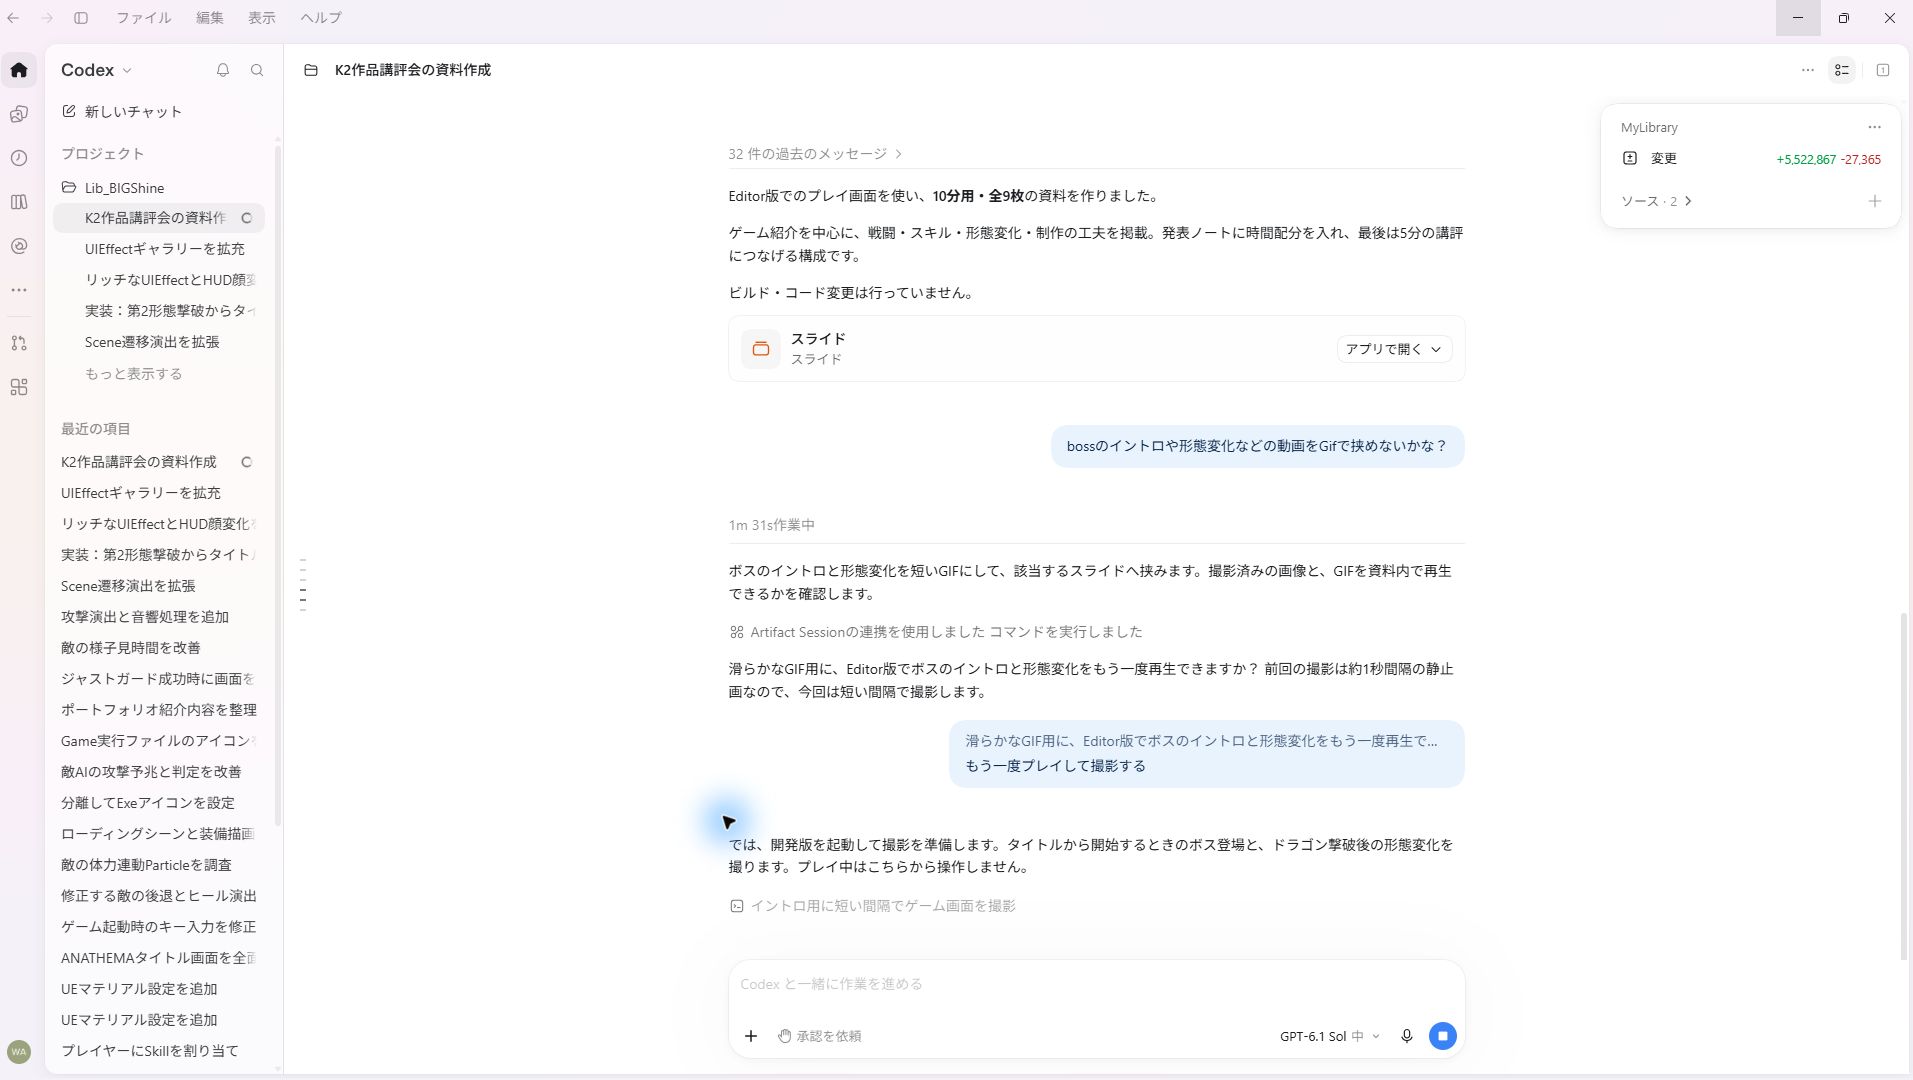 ファイル 編集 表示 ヘルプ
Codex
新しいチャット
プロジェクト
Lib_BIGShine
K2作品講評会の資料作
UIEffectギャラリーを拡充
リッチなUIEffectとHUD顔変
実装：第2形態撃破からタイ
Scene遷移演出を拡張
もっと表示する
最近の項目
K2作品講評会の資料作成
UIEffectギャラリーを拡充
リッチなUIEffectとHUD顔変化を
実装：第2形態撃破からタイトル
Scene遷移演出を拡張
攻撃演出と音響処理を追加
敵の様子見時間を改善
ジャストガード成功時に画面を
ポートフォリオ紹介内容を整理
Game実行ファイルのアイコンを
敵AIの攻撃予兆と判定を改善
分離してExeアイコンを設定
ローディングシーンと装備描画
敵の体力連動Particleを調査
修正する敵の後退とヒール演出
ゲーム起動時のキー入力を修正
ANATHEMAタイトル画面を全面
UEマテリアル設定を追加
UEマテリアル設定を追加
プレイヤーにSkillを割り当て
WA
K2作品講評会の資料作成
1
MyLibrary
変更 +5,522,867 -27,365
ソース · 2
32 件の過去のメッセージ
Editor版でのプレイ画面を使い、10分用・全9枚の資料を作りました。
ゲーム紹介を中心に、戦闘・スキル・形態変化・制作の工夫を掲載。発表ノートに時間配分を入れ、最後は5分の講評
につなげる構成です。
ビルド・コード変更は行っていません。
スライド
スライド
アプリで開く
bossのイントロや形態変化などの動画をGifで挟めないかな？
1m 31s作業中
ボスのイントロと形態変化を短いGIFにして、該当するスライドへ挟みます。撮影済みの画像と、GIFを資料内で再生
できるかを確認します。
Artifact Sessionの連携を使用しました コマンドを実行しました
滑らかなGIF用に、Editor版でボスのイントロと形態変化をもう一度再生できますか？ 前回の撮影は約1秒間隔の静止
画なので、今回は短い間隔で撮影します。
滑らかなGIF用に、Editor版でボスのイントロと形態変化をもう一度再生で...
もう一度プレイして撮影する
では、開発版を起動して撮影を準備します。タイトルから開始するときのボス登場と、ドラゴン撃破後の形態変化を
撮ります。プレイ中はこちらから操作しません。
イントロ用に短い間隔でゲーム画面を撮影
Codex と一緒に作業を進める
承認を依頼
GPT-6.1 Sol 中